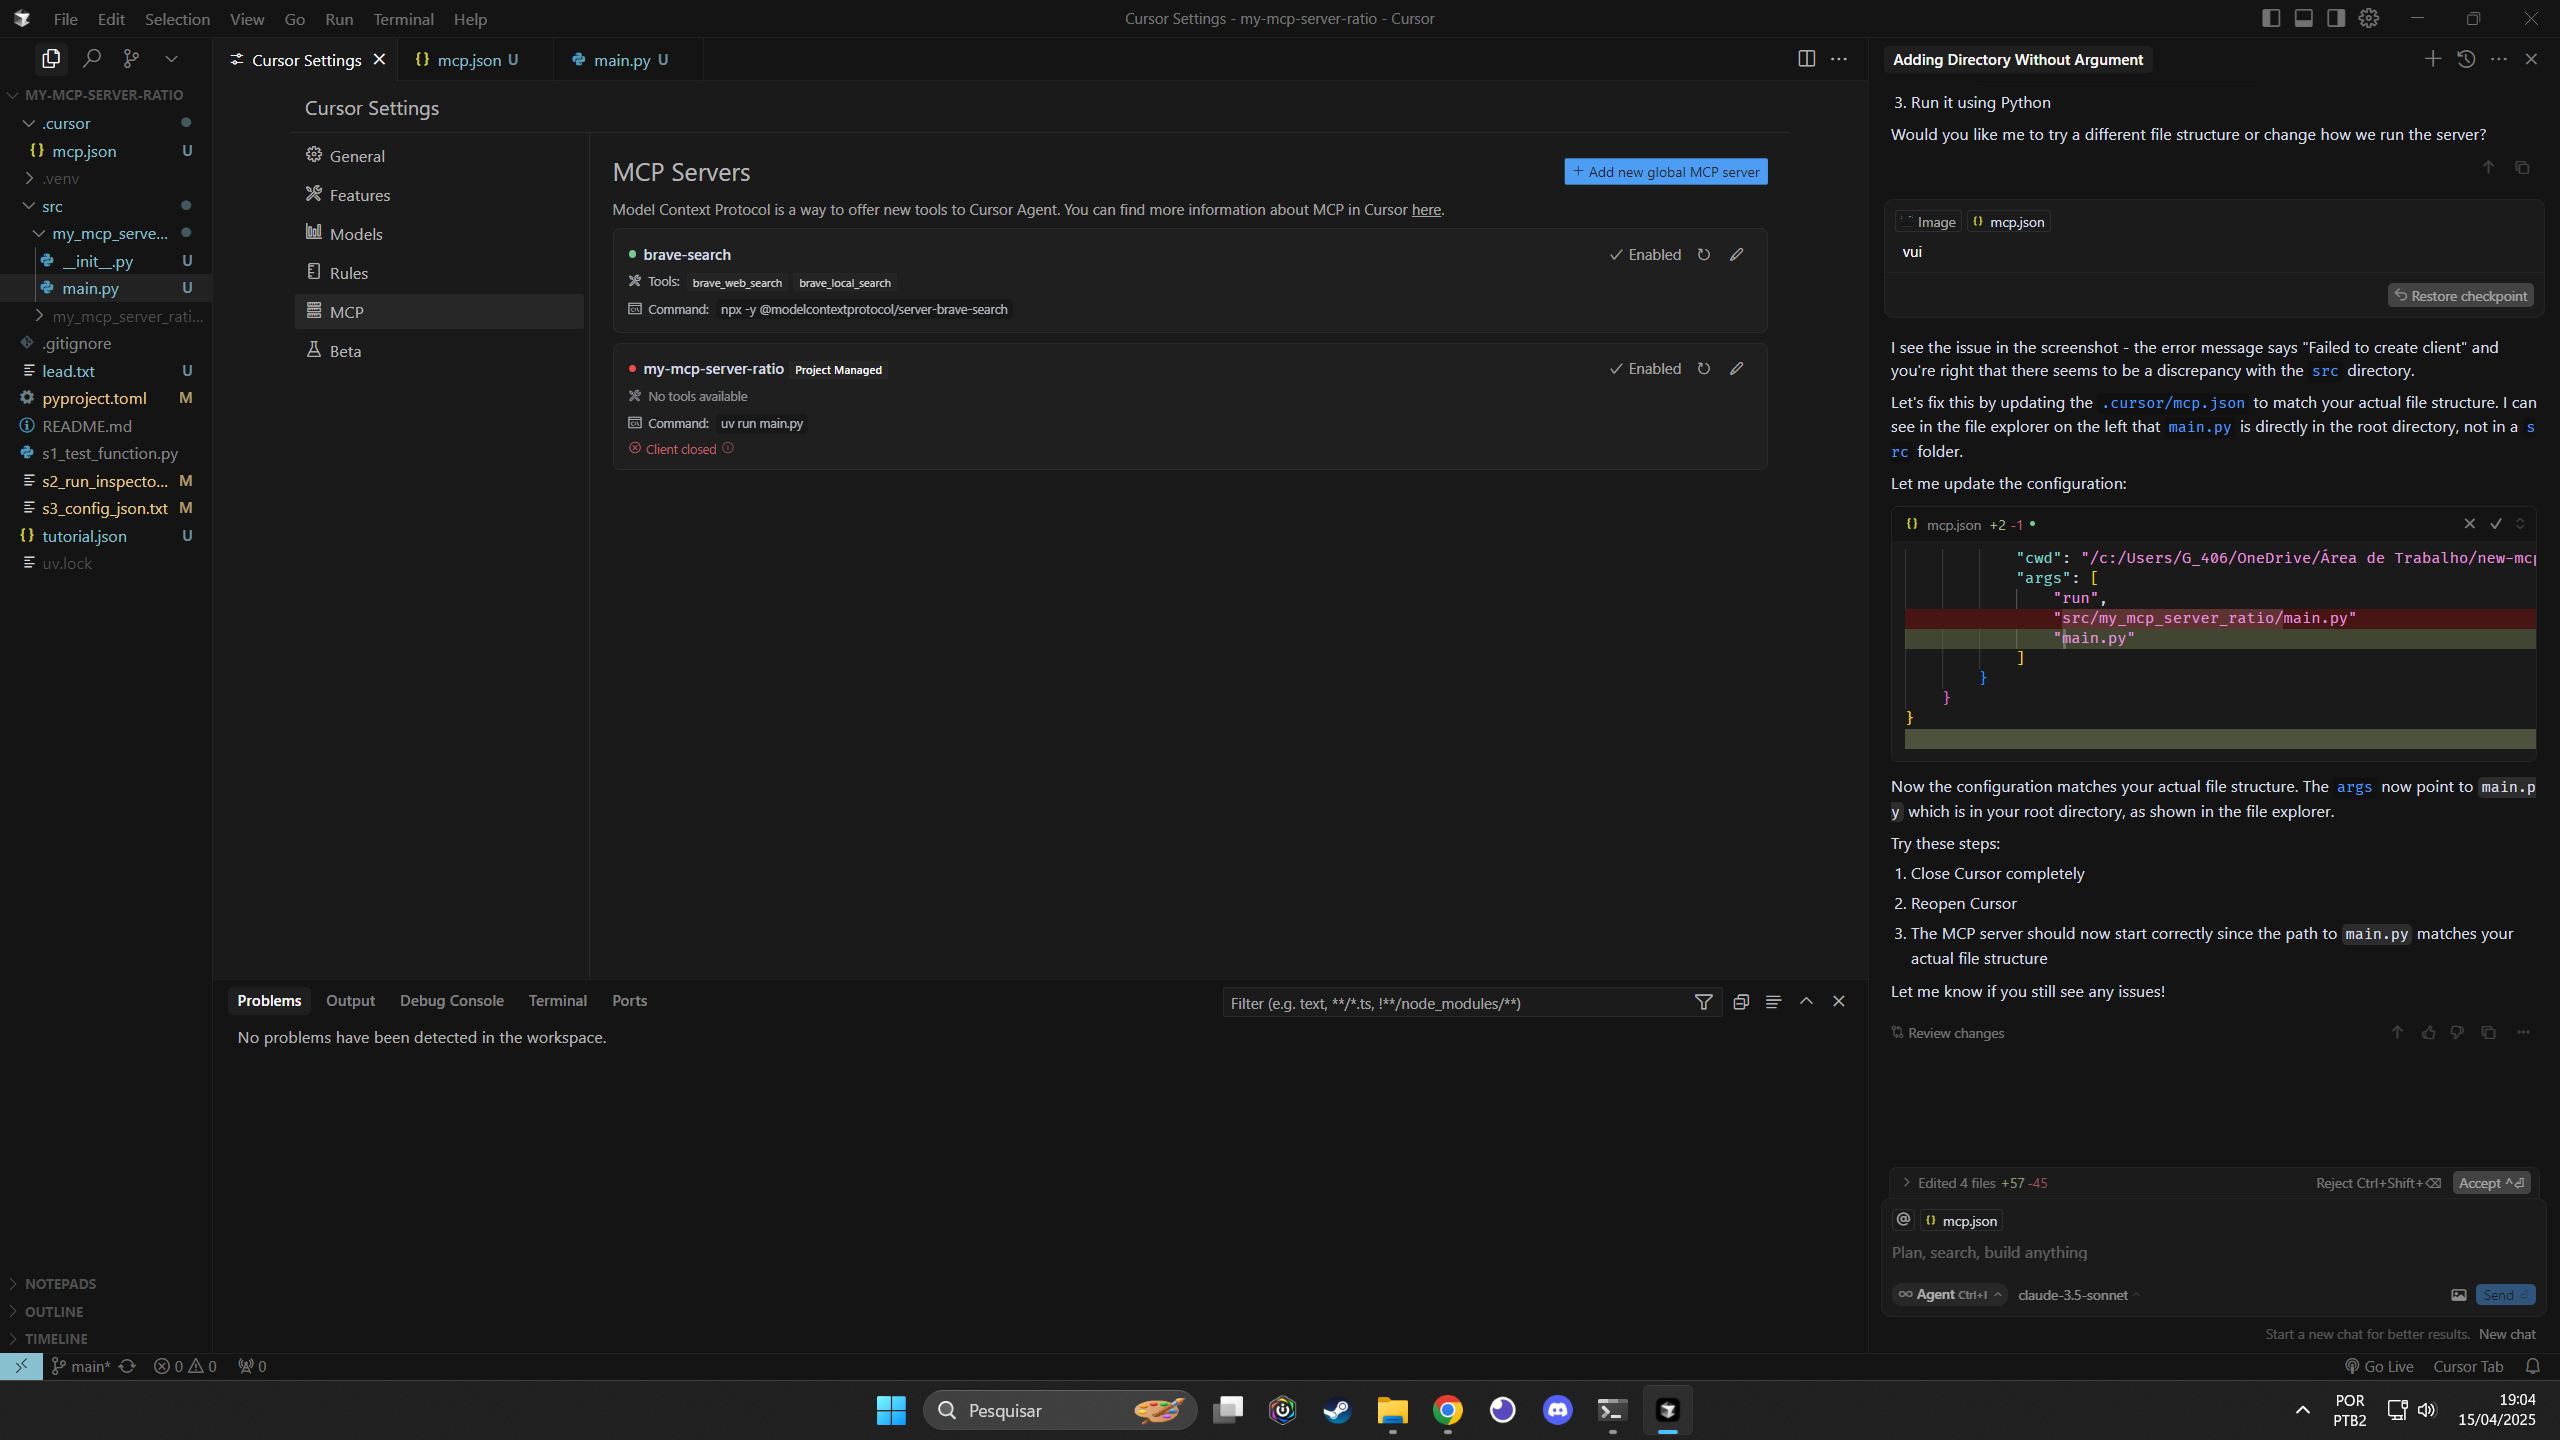 File Edit Selection View Go Run Terminal Help
Cursor Settings - my-mcp-server-ratio - Cursor
MY-MCP-SERVER-RATIO
.cursor
mcp.json U
.venv
src
my_mcp_serve...
__init__.py U
main.py U
my_mcp_server_rati...
.gitignore
lead.txt U
pyproject.toml M
README.md
s1_test_function.py
s2_run_inspecto... M
s3_config_json.txt M
tutorial.json U
uv.lock
NOTEPADS
OUTLINE
TIMELINE
Cursor Settings
mcp.json U
main.py U
Cursor Settings
General
Features
Models
Rules
MCP
Beta
MCP Servers
+ Add new global MCP server
Model Context Protocol is a way to offer new tools to Cursor Agent. You can find more information about MCP in Cursor here.
brave-search
Enabled
Tools: brave_web_search brave_local_search
Command: npx -y @modelcontextprotocol/server-brave-search
my-mcp-server-ratio Project Managed
Enabled
No tools available
Command: uv run main.py
Client closed
Problems Output Debug Console Terminal Ports
Filter (e.g. text, **/*.ts, !**/node_modules/**)
No problems have been detected in the workspace.
Adding Directory Without Argument
3. Run it using Python
Would you like me to try a different file structure or change how we run the server?
Image mcp.json
vui
Restore checkpoint
I see the issue in the screenshot - the error message says "Failed to create client" and
you're right that there seems to be a discrepancy with the src directory.
Let's fix this by updating the .cursor/mcp.json to match your actual file structure. I can
see in the file explorer on the left that main.py is directly in the root directory, not in a s
rc folder.
Let me update the configuration:
mcp.json +2 -1
"cwd": "/c:/Users/G_406/OneDrive/Área de Trabalho/new-mcp
"args": [
"run",
"src/my_mcp_server_ratio/main.py"
"main.py"
]
}
}
}
Now the configuration matches your actual file structure. The args now point to main.p
y which is in your root directory, as shown in the file explorer.
Try these steps:
1. Close Cursor completely
2. Reopen Cursor
3. The MCP server should now start correctly since the path to main.py matches your
actual file structure
Let me know if you still see any issues!
Review changes
Edited 4 files +57 -45
Reject Ctrl+Shift+⌫ Accept ^⏎
@ mcp.json
Plan, search, build anything
Agent Ctrl+I claude-3.5-sonnet
Send ⏎
Start a new chat for better results. New chat
main* 0 0 0
Go Live Cursor Tab
Pesquisar
POR
PTB2
19:04
15/04/2025